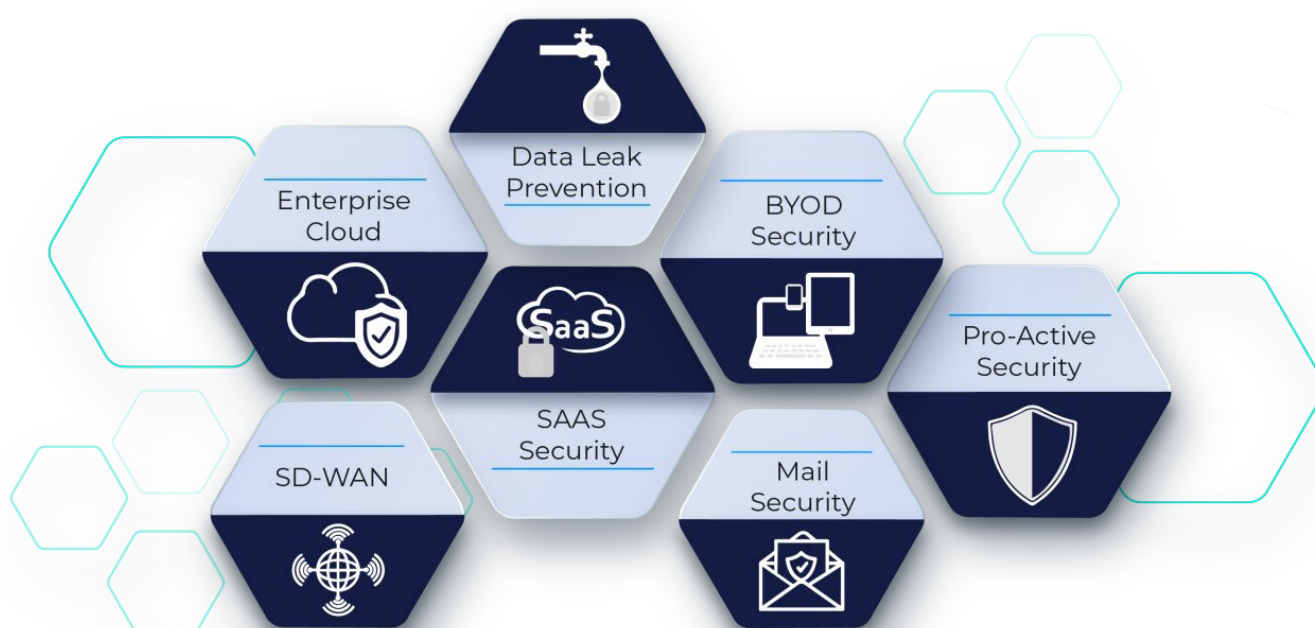 Data Leak
Prevention
Enterprise
Cloud
BYOD
Security
SaaS
SAAS
Security
Pro-Active
Security
SD-WAN
Mail
Security